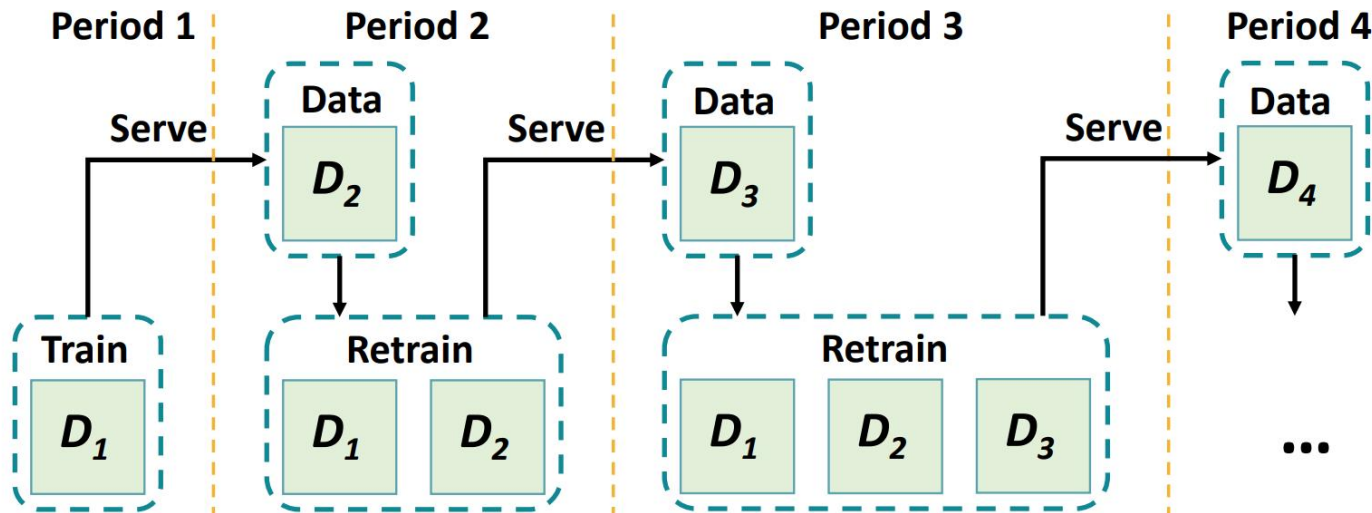 Period 1 Period 2 Period 3 Period 4
Data Data Data
Serve Serve Serve
D2 D3 D4
Train Retrain Retrain
D1 D1 D2 D1 D2 D3 ...